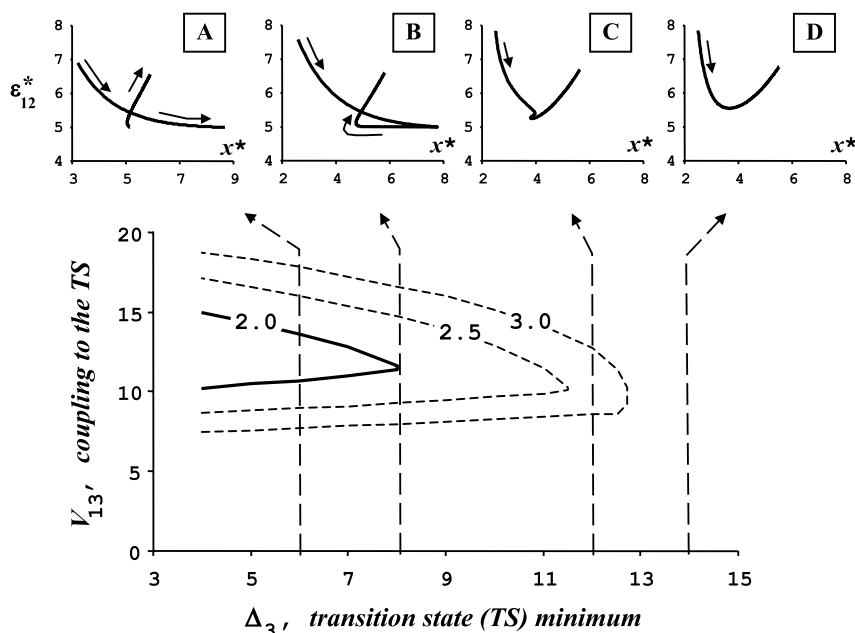 A
B
C
D
8
7
6
5
4
ε*12
3 5 7 9
x*
8
7
6
5
4
2 4 6 8
x*
8
7
6
5
4
2 4 6 8
x*
8
7
6
5
4
2 4 6 8
x*
20
15
10
5
0
V13, coupling to the TS
2.0
2.5
3.0
3 5 7 9 11 13 15
Δ3, transition state (TS) minimum